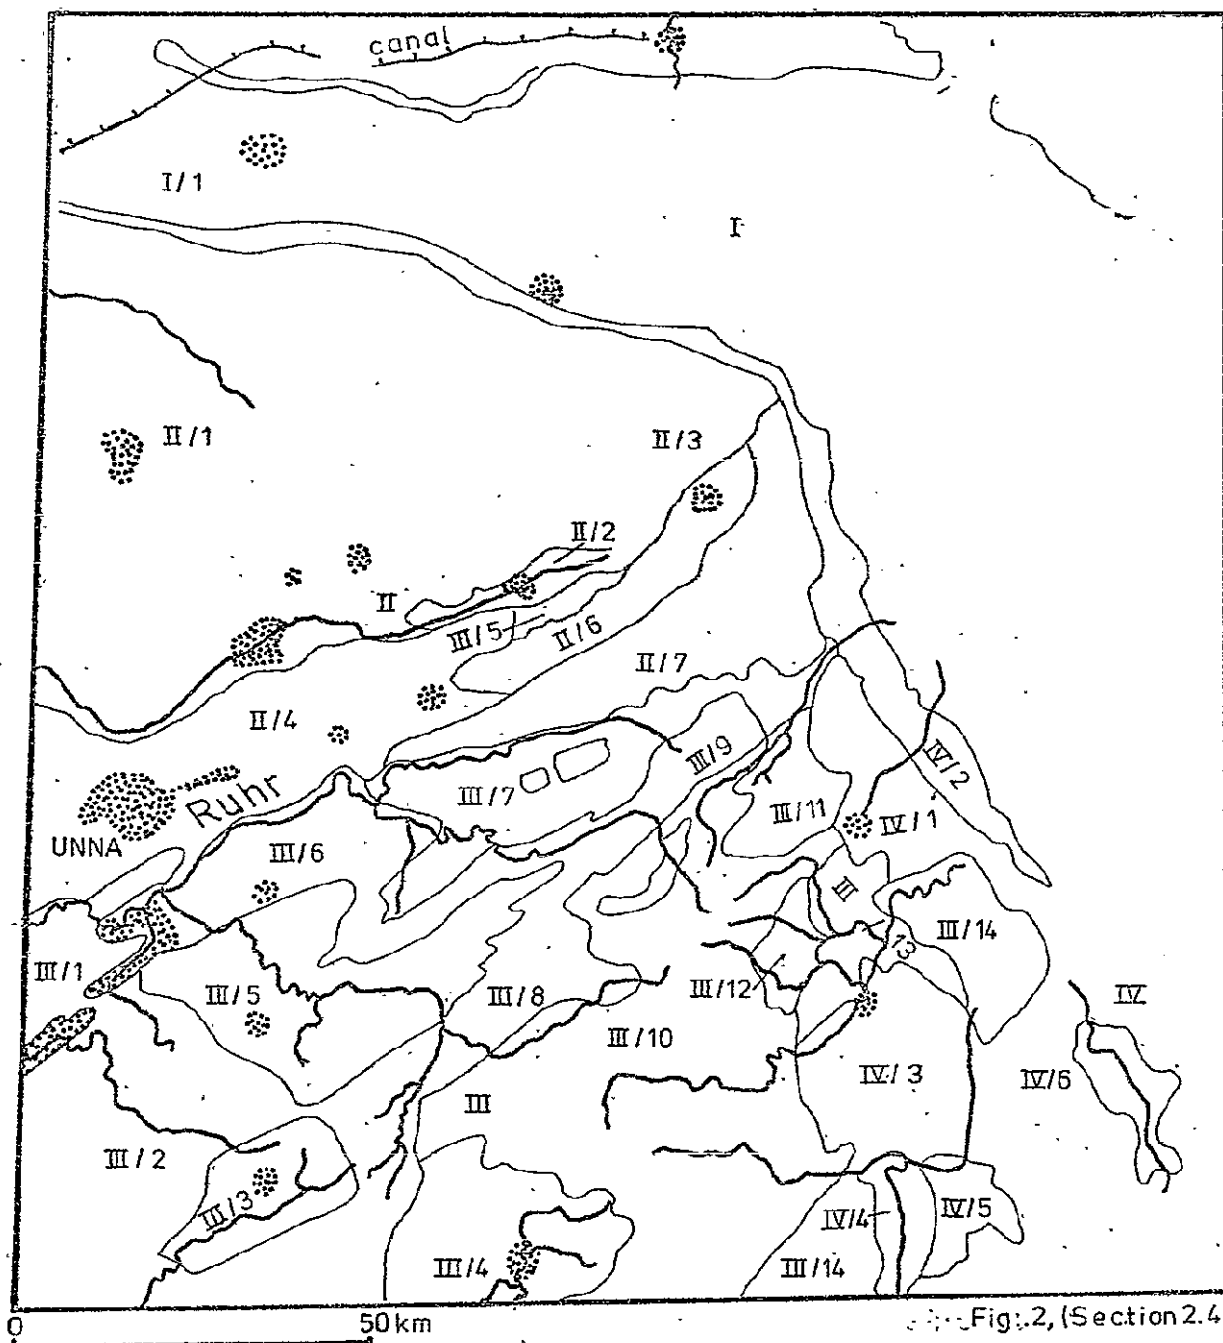 canal
I/1
I
II/1
II/3
II/2
II
III/5
II/6
II/7
II/4
III/9
IV/2
Ruhr
III/7
III/11
IV/1
UNNA
III/6
III
III/14
13
III/1
III/5
III/8
III/12
IV
III/10
IV/3
IV/6
III
III/2
III/3
IV/4
IV/5
III/4
III/14
0
50km
Fig. 2, (Section 2.4